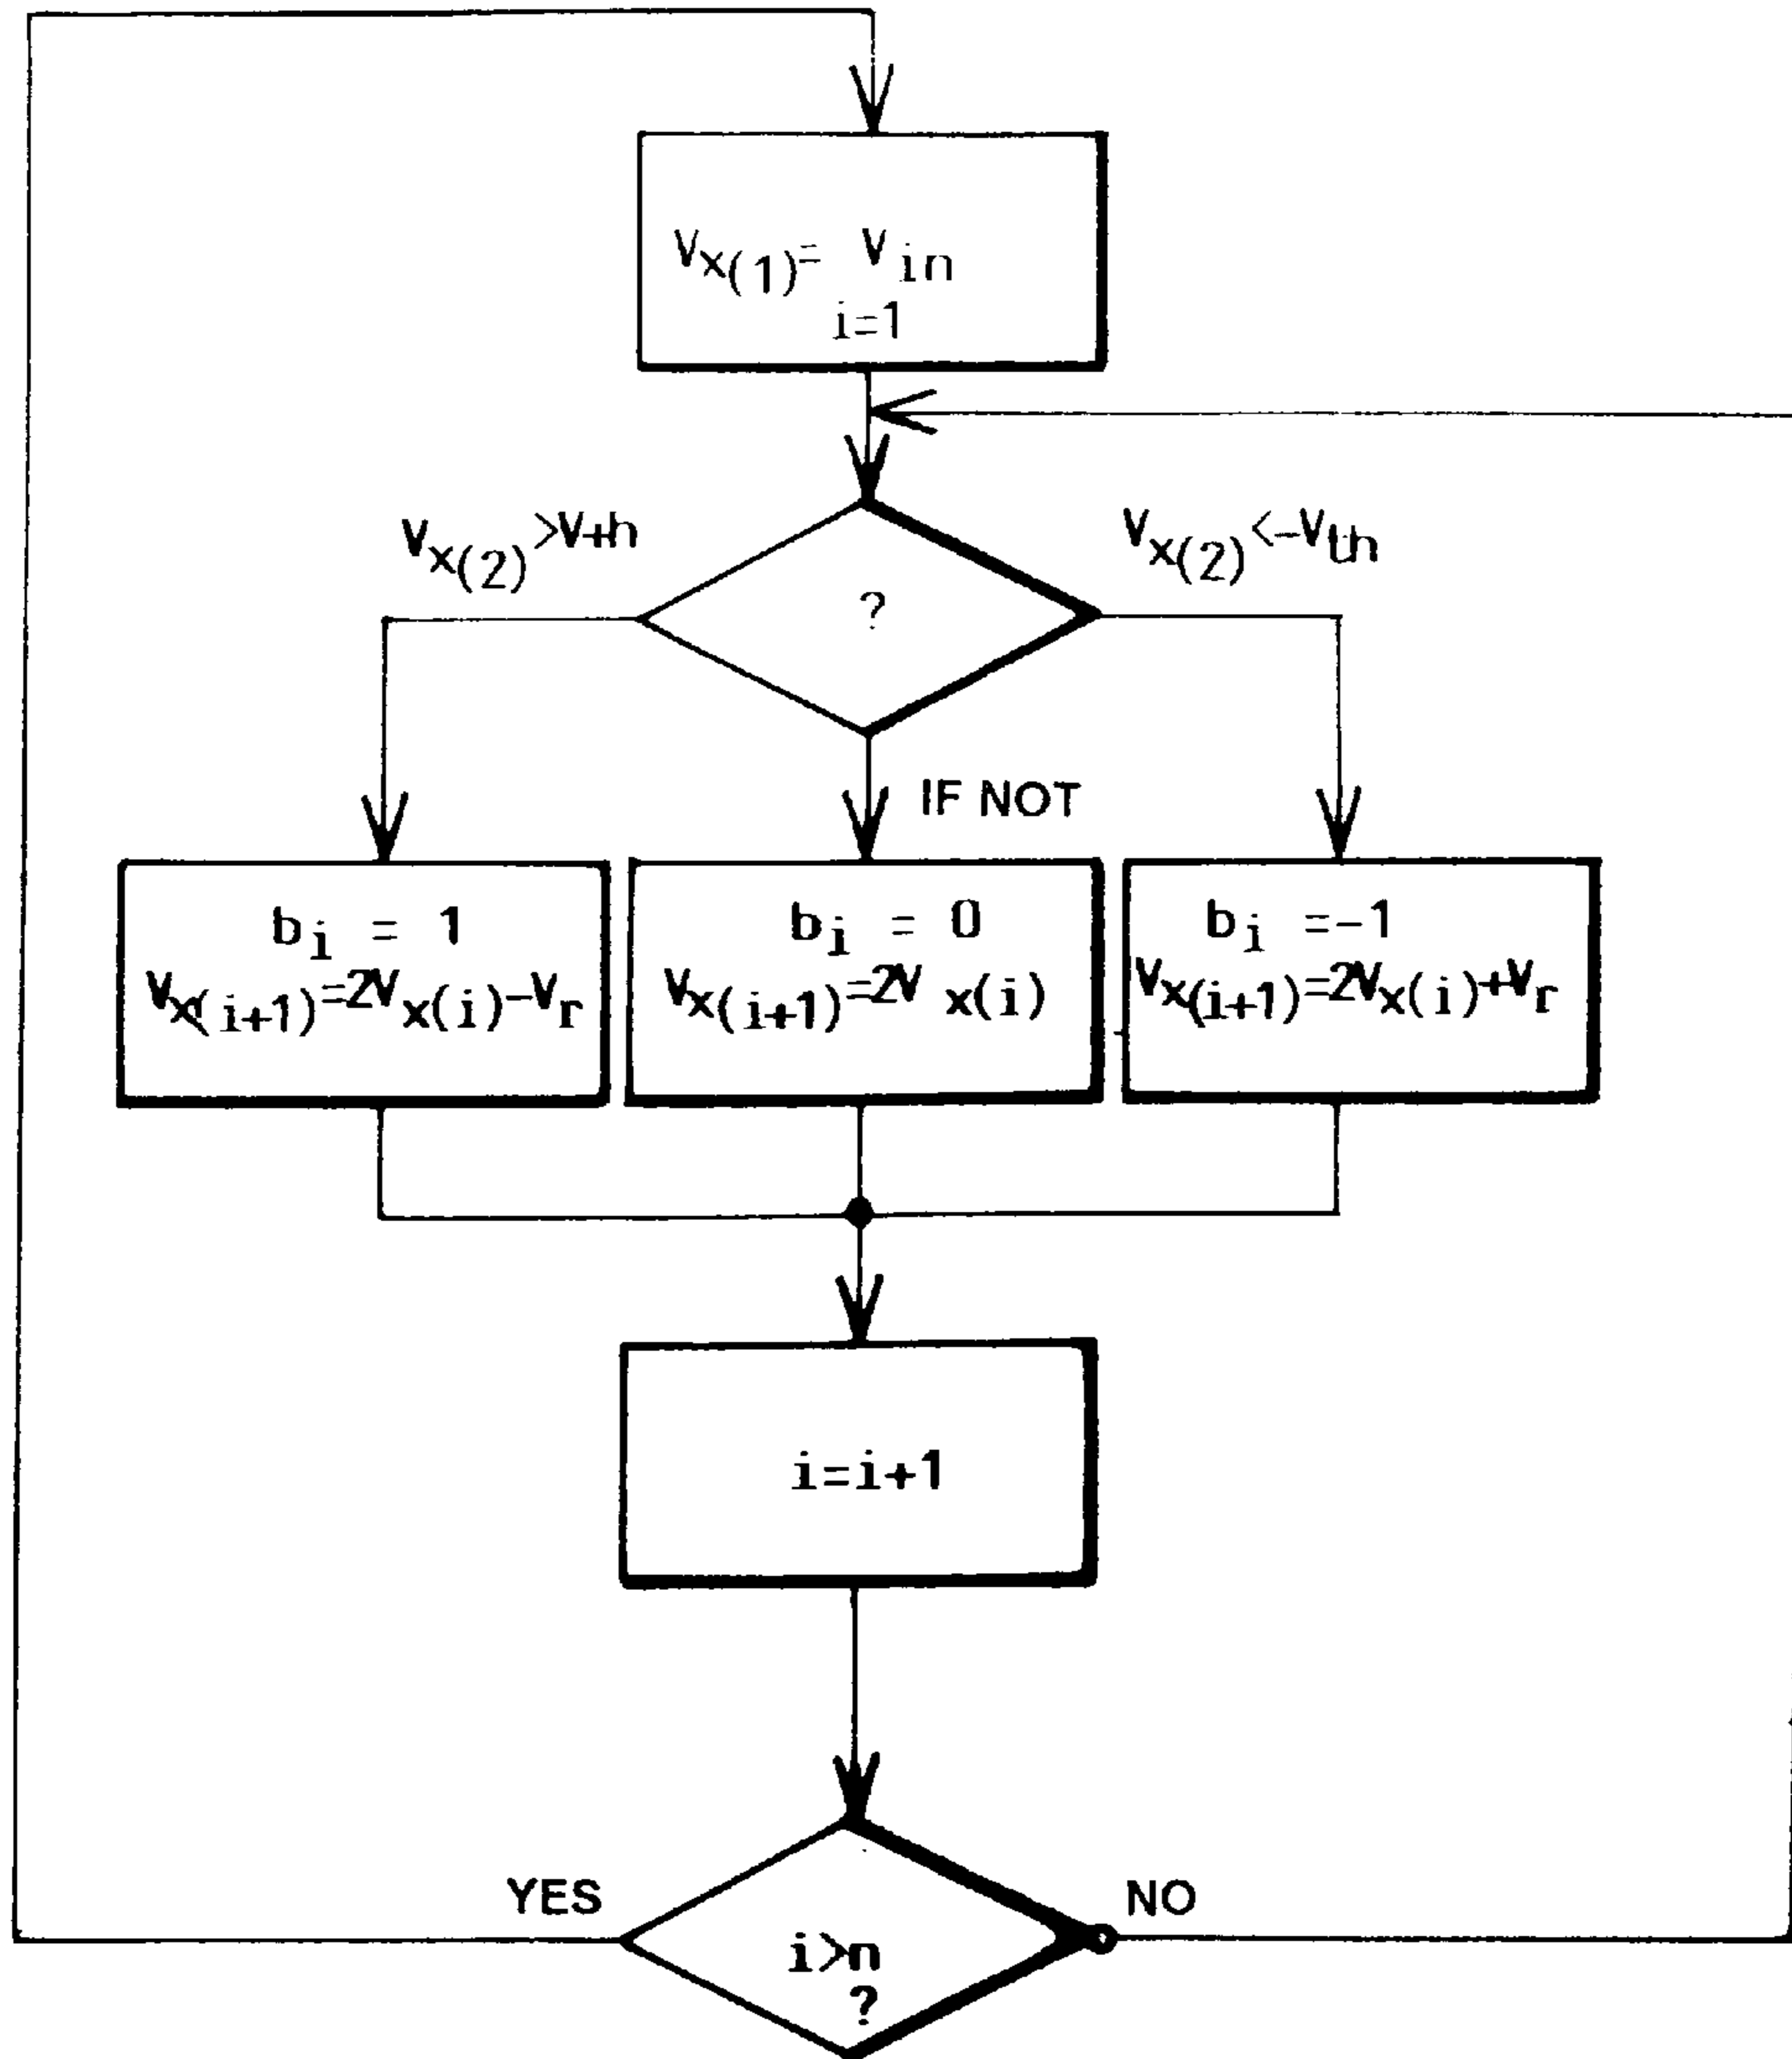 Vx(1)= Vin
i=1
Vx(2)>Vth
Vx(2)<-Vth
?
IF NOT
bi = 1
Vx(i+1)=2Vx(i)-Vr
bi = 0
Vx(i+1)=2Vx(i)
bi =-1
Vx(i+1)=2Vx(i)+Vr
i=i+1
YES
NO
i>n
?